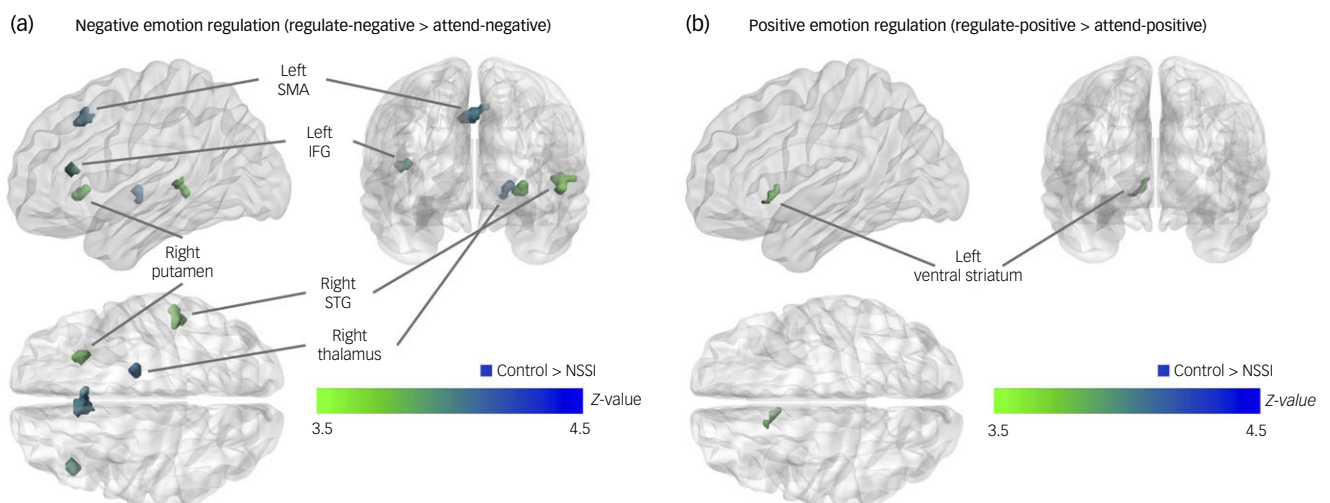 (a) Negative emotion regulation (regulate-negative > attend-negative)
Left
SMA
Left
IFG
Right
putamen
Right
STG
Right
thalamus
Control > NSSI
Z-value
3.5 4.5
(b) Positive emotion regulation (regulate-positive > attend-positive)
Left
ventral striatum
Control > NSSI
Z-value
3.5 4.5